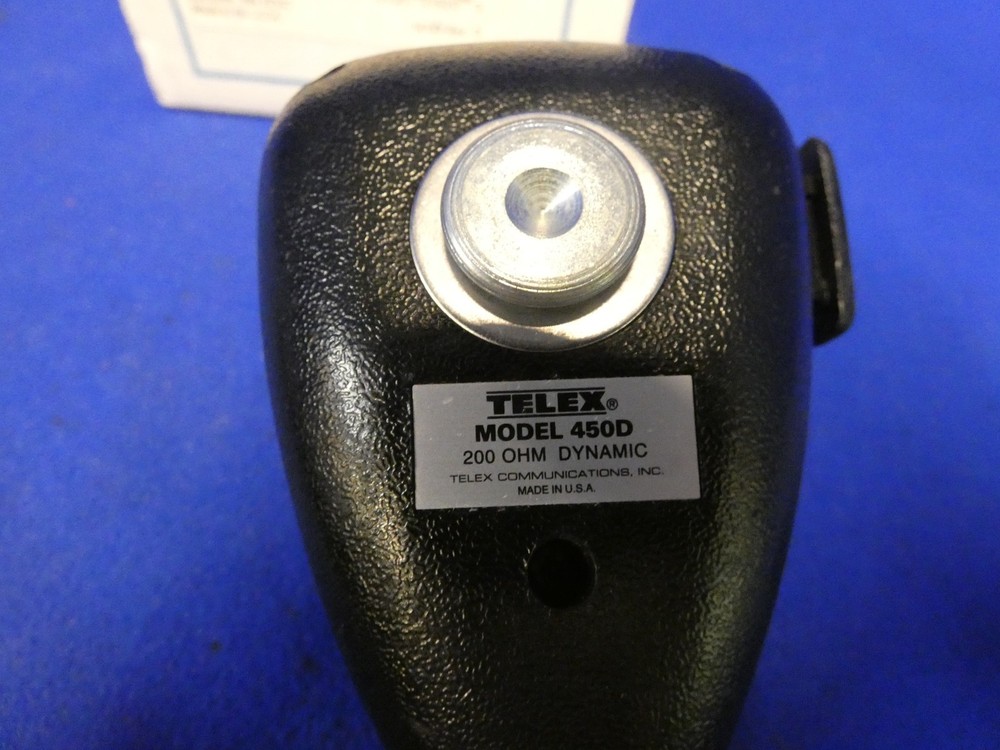 TELEX®
MODEL 450D
200 OHM DYNAMIC
TELEX COMMUNICATIONS, INC.
MADE IN U.S.A.